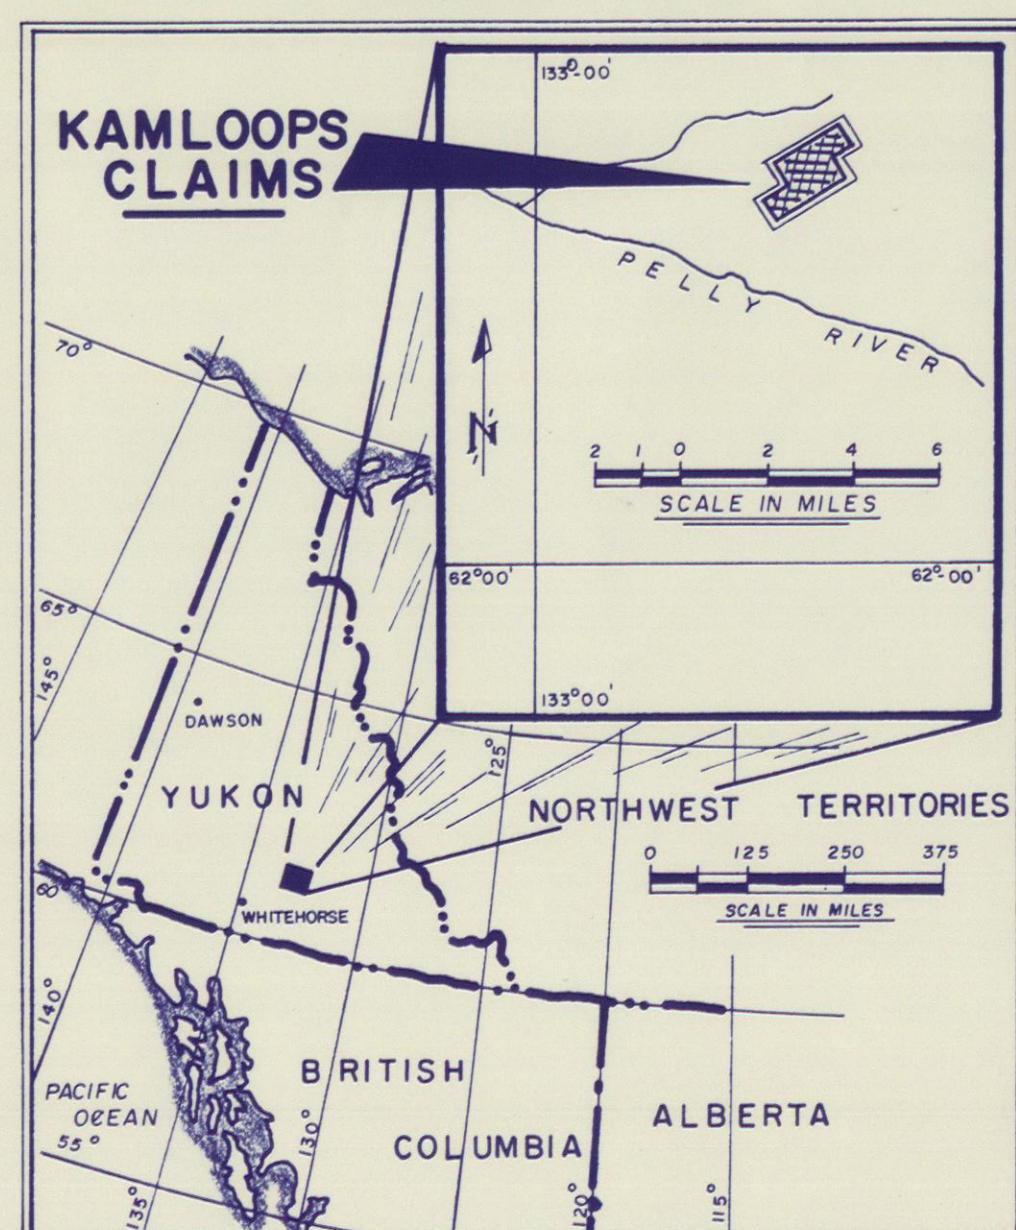 KAMLOOPS
CLAIMS
133°-00'
PELLY RIVER
N
2 1 0 2 4 6
SCALE IN MILES
62°00' 62°-00'
133°00'
70°
65°
145°
DAWSON
125°
YUKON
NORTHWEST TERRITORIES
0 125 250 375
SCALE IN MILES
60°
WHITEHORSE
140°
BRITISH
COLUMBIA
ALBERTA
PACIFIC
OCEAN
55°
130°
135°
120°
115°